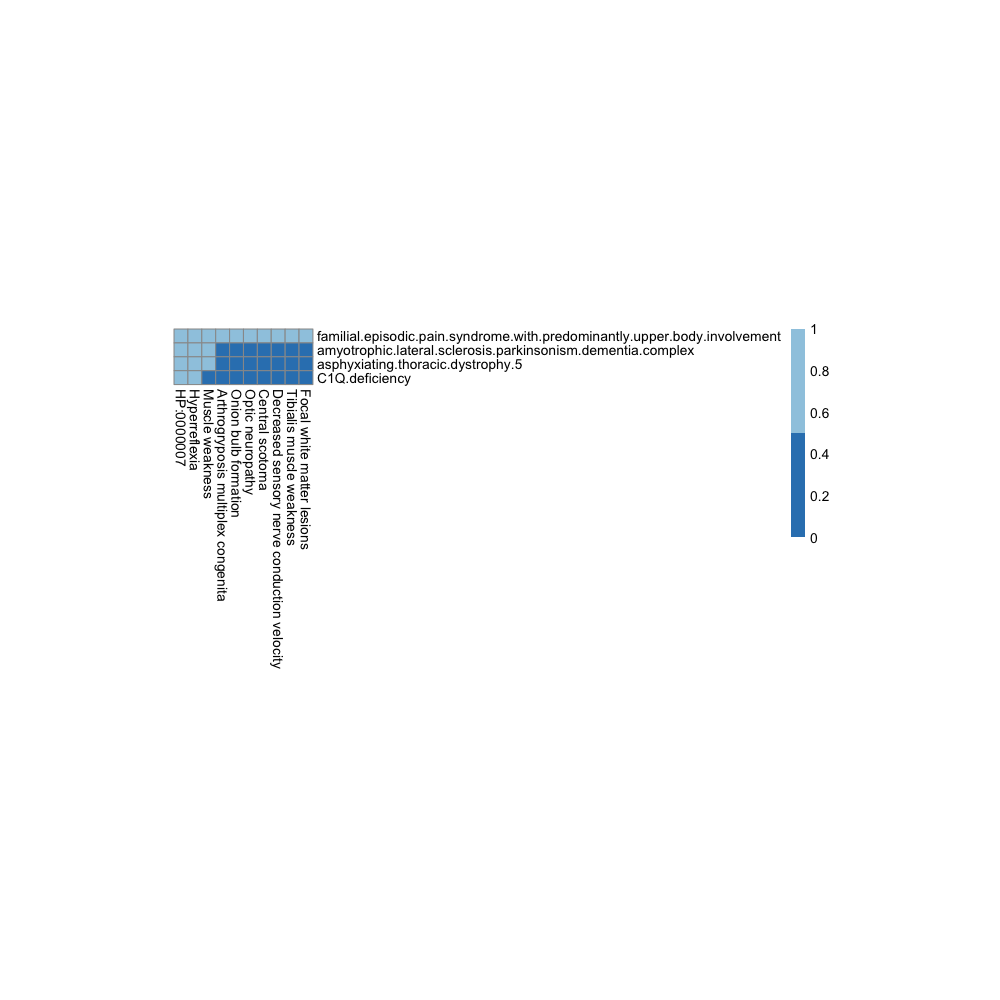 familial.episodic.pain.syndrome.with.predominantly.upper.body.involvement
amyotrophic.lateral.sclerosis.parkinsonism.dementia.complex
asphyxiating.thoracic.dystrophy.5
C1Q.deficiency
HP:0000007
Hyperreflexia
Muscle weakness
Arthrogryposis multiplex congenita
Onion bulb formation
Optic neuropathy
Central scotoma
Decreased sensory nerve conduction velocity
Tibialis muscle weakness
Focal white matter lesions
1
0.8
0.6
0.4
0.2
0